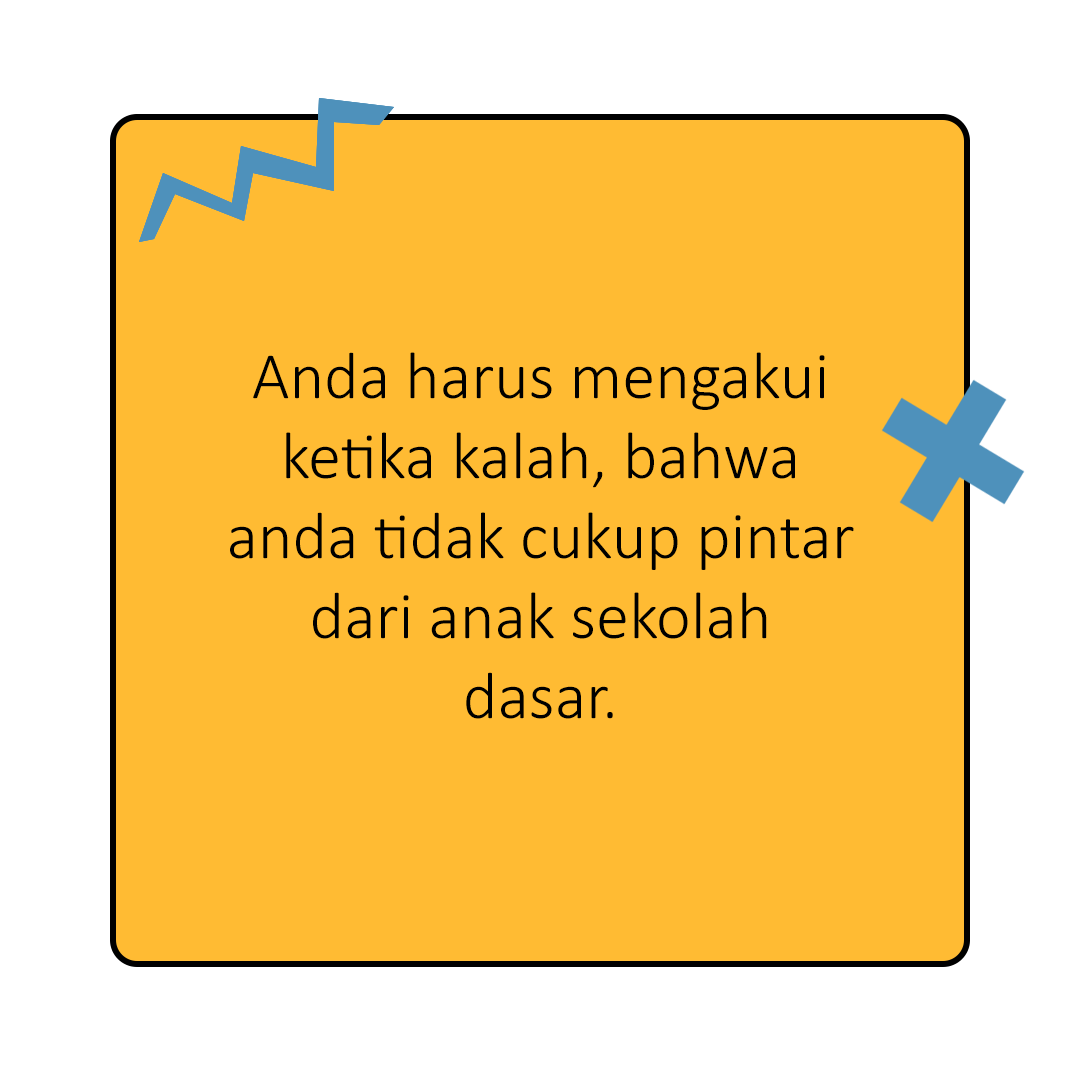 Anda harus mengakui
ketika kalah, bahwa
anda tidak cukup pintar
dari anak sekolah
dasar.